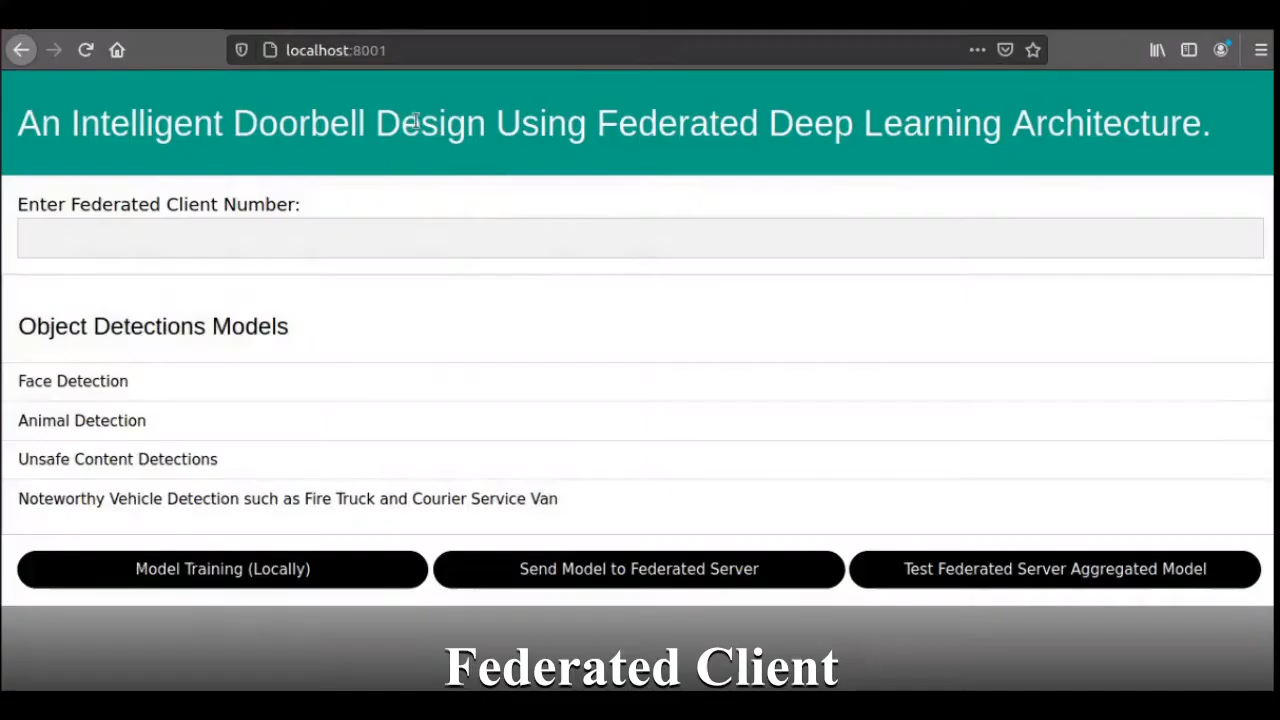 localhost:8001
An Intelligent Doorbell Design Using Federated Deep Learning Architecture.
Enter Federated Client Number:
Object Detections Models
Face Detection
Animal Detection
Unsafe Content Detections
Noteworthy Vehicle Detection such as Fire Truck and Courier Service Van
Model Training (Locally) Send Model to Federated Server Test Federated Server Aggregated Model
Federated Client